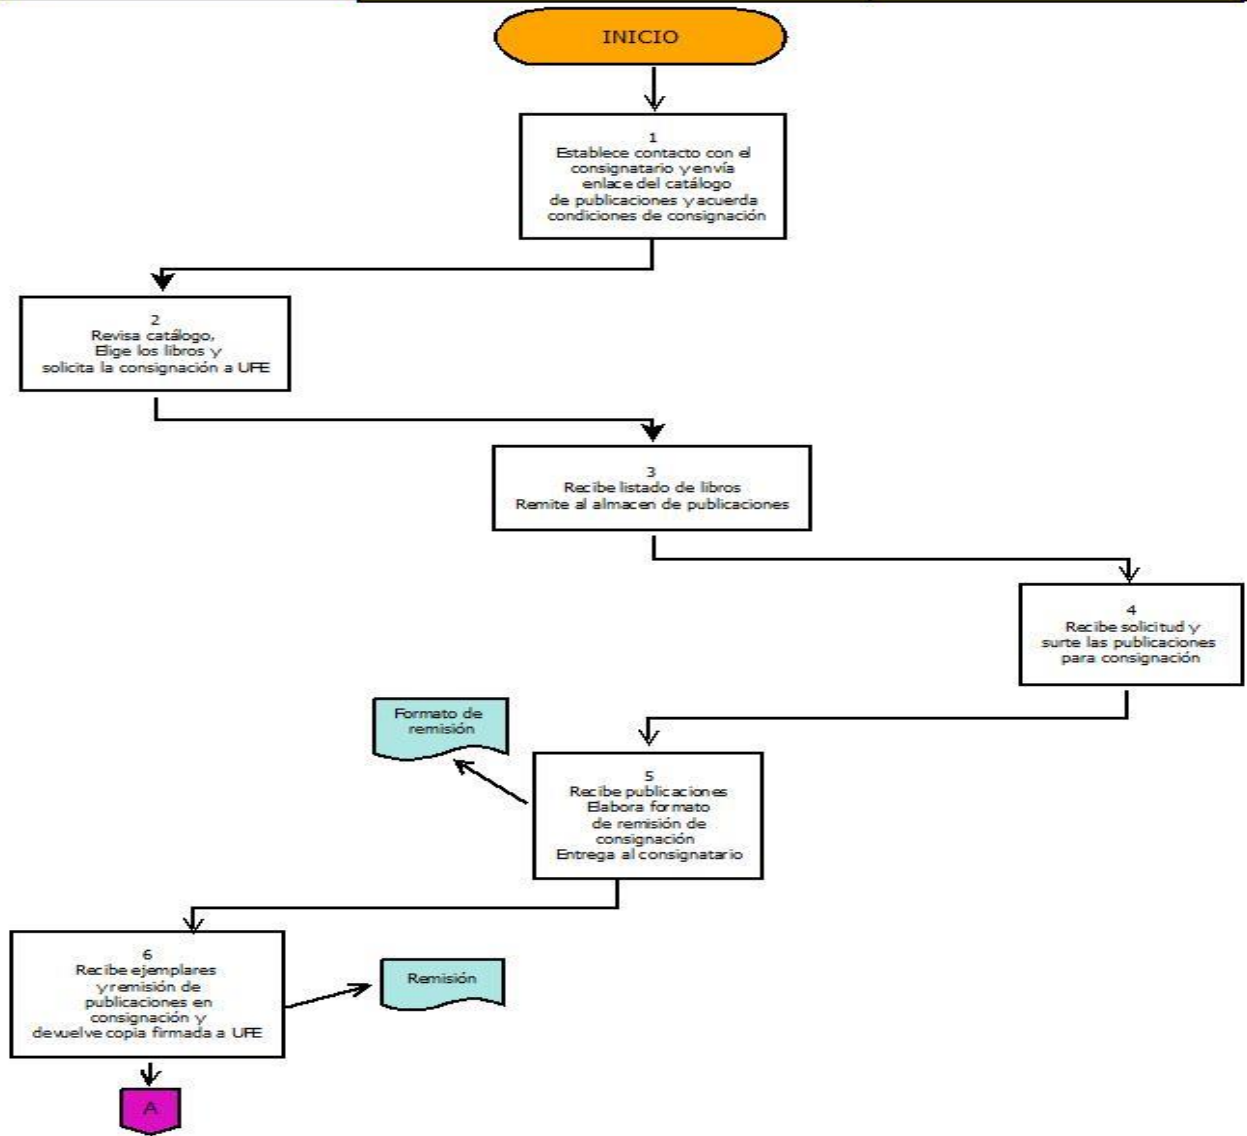 INICIO
1
Establece contacto con el
consignatario y envía
enlace del catálogo
de publicaciones y acuerda
condiciones de consignación
2
Revisa catálogo,
Elige los libros y
solicita la consignación a UFE
3
Recibe listado de libros
Remite al almacen de publicaciones
4
Recibe solicitud y
surte las publicaciones
para consignación
Formato de
remisión
5
Recibe publicaciones
Elabora formato
de remisión de
consignación
Entrega al consignatario
6
Recibe ejemplares
y remisión de
publicaciones en
consignación y
devuelve copia firmada a UFE
Remisión
A